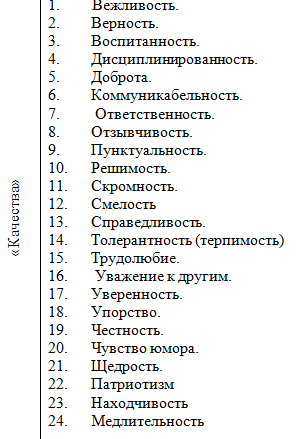 «Качества»
1. Вежливость.
2. Верность.
3. Воспитанность.
4. Дисциплинированность.
5. Доброта.
6. Коммуникабельность.
7. Ответственность.
8. Отзывчивость.
9. Пунктуальность.
10. Решимость.
11. Скромность.
12. Смелость
13. Справедливость.
14. Толерантность (терпимость)
15. Трудолюбие.
16. Уважение к другим.
17. Уверенность.
18. Упорство.
19. Честность.
20. Чувство юмора.
21. Щедрость.
22. Патриотизм
23. Находчивость
24. Медлительность